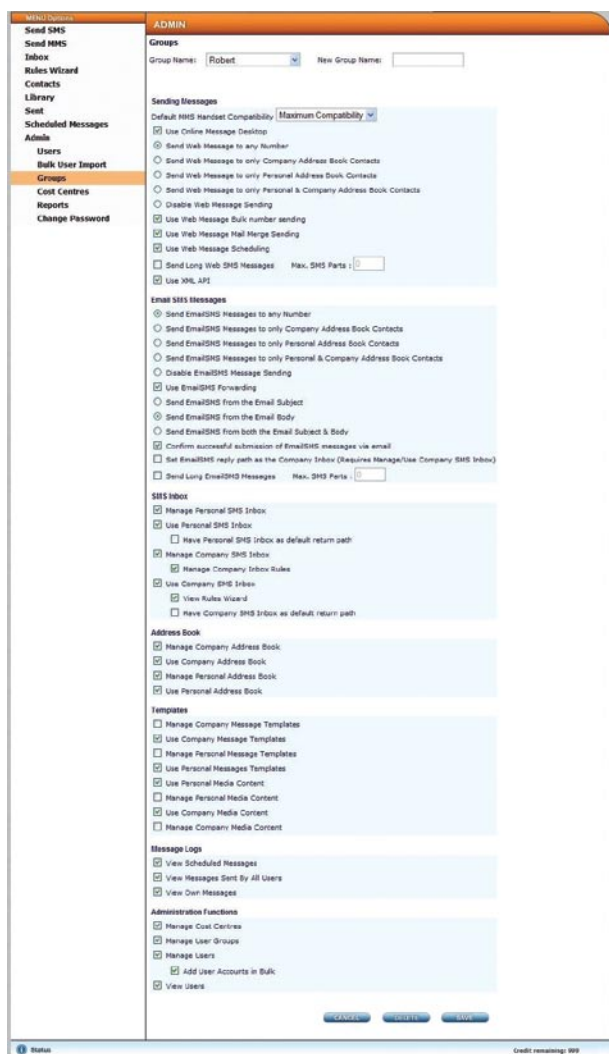 MENU Options
Send SMS
Send MMS
Inbox
Rules Wizard
Contacts
Library
Sent
Scheduled Messages
Admin
Users
Bulk User Import
Groups
Cost Centres
Reports
Change Password
ADMIN
Groups
Group Name: Robert New Group Name:
Sending Messages
Default MMS Handset Compatibility Maximum Compatibility
Use Online Message Desktop
Send Web Message to any Number
Send Web Message to only Company Address Book Contacts
Send Web Message to only Personal Address Book Contacts
Send Web Message to only Personal & Company Address Book Contacts
Disable Web Message Sending
Use Web Message Bulk number sending
Use Web Message Mail Merge Sending
Use Web Message Scheduling
Send Long Web SMS Messages Max. SMS Parts : 0
Use XML API
Email SMS Messages
Send EmailSMS Messages to any Number
Send EmailSMS Messages to only Company Address Book Contacts
Send EmailSMS Messages to only Personal Address Book Contacts
Send EmailSMS Messages to only Personal & Company Address Book Contacts
Disable EmailSMS Message Sending
Use EmailSMS Forwarding
Send EmailSMS from the Email Subject
Send EmailSMS from the Email Body
Send EmailSMS from both the Email Subject & Body
Confirm successful submission of EmailSMS messages via email
Set EmailSMS reply path as the Company Inbox (Requires Manage/Use Company SMS Inbox)
Send Long EmailSMS Messages Max. SMS Parts : 0
SMS Inbox
Manage Personal SMS Inbox
Use Personal SMS Inbox
Have Personal SMS Inbox as default return path
Manage Company SMS Inbox
Manage Company Inbox Rules
Use Company SMS Inbox
View Rules Wizard
Have Company SMS Inbox as default return path
Address Book
Manage Company Address Book
Use Company Address Book
Manage Personal Address Book
Use Personal Address Book
Templates
Manage Company Message Templates
Use Company Message Templates
Manage Personal Message Templates
Use Personal Messages Templates
Use Personal Media Content
Manage Personal Media Content
Use Company Media Content
Manage Company Media Content
Message Logs
View Scheduled Messages
View Messages Sent By All Users
View Own Messages
Administration Functions
Manage Cost Centres
Manage User Groups
Manage Users
Add User Accounts in Bulk
View Users
CANCEL DELETE SAVE
Status Credit remaining: 999